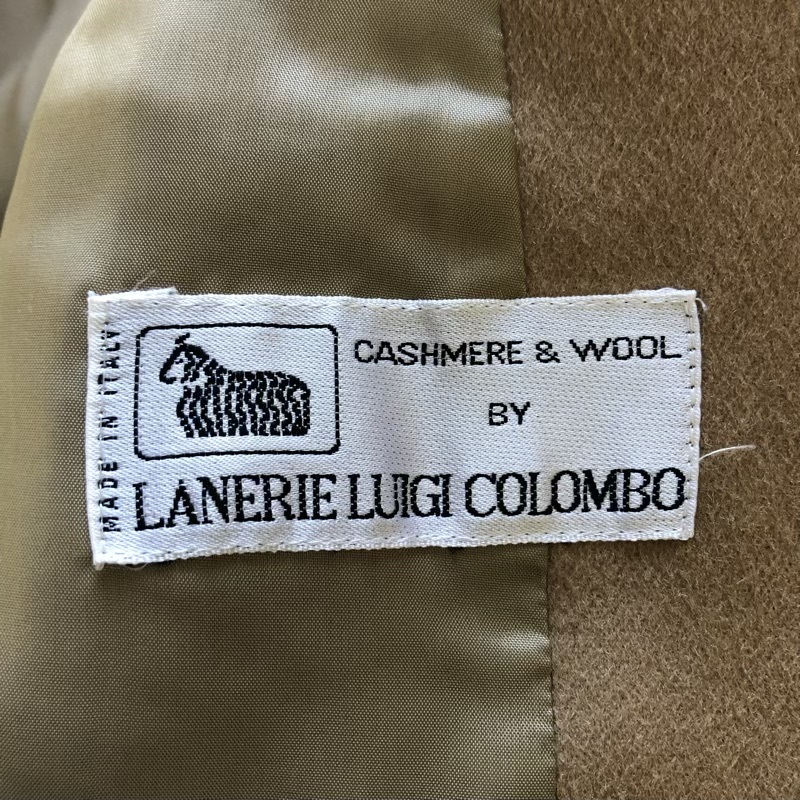 MADE IN ITALY
CASHMERE & WOOL
BY
LANERIE LUIGI COLOMBO